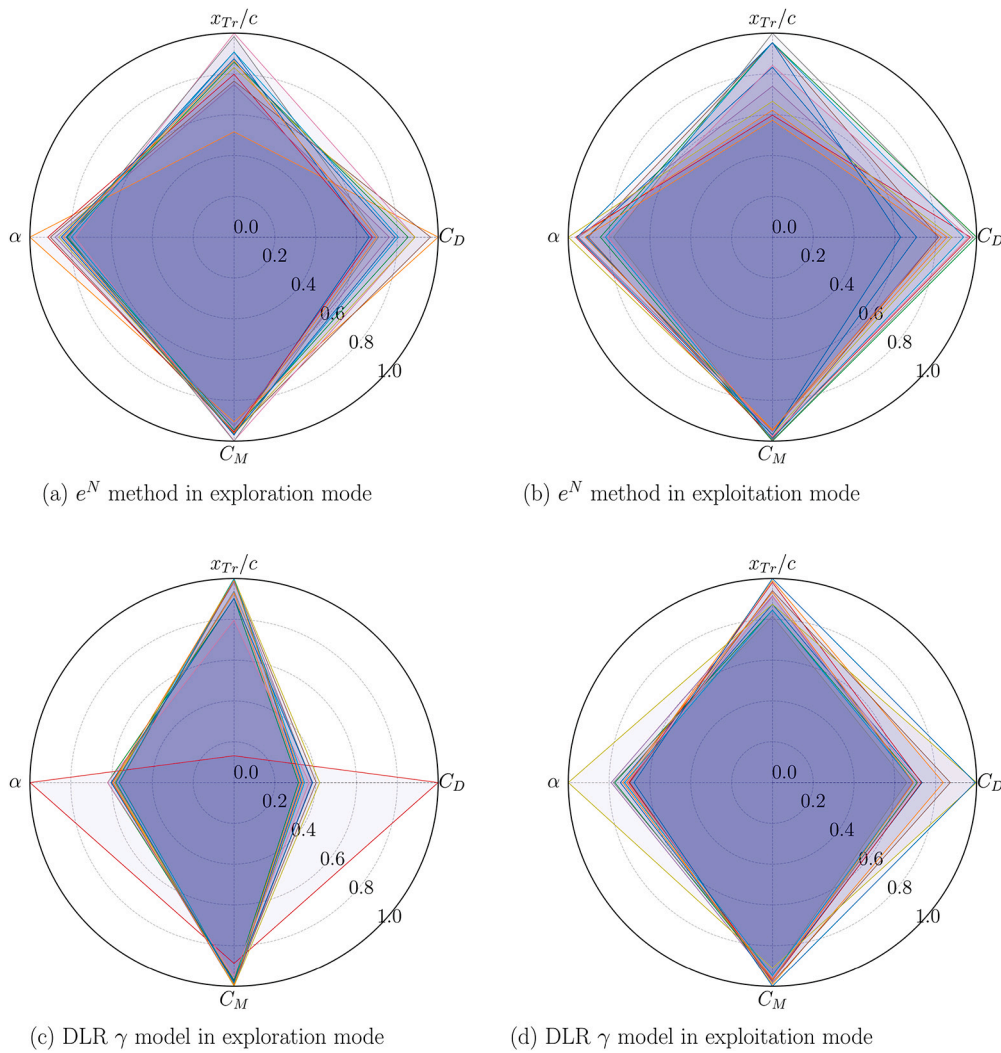 x_{Tr}/c
x_{Tr}/c
α
0.0
C_D
α
0.0
C_D
0.2
0.2
0.4
0.4
0.6
0.6
0.8
0.8
1.0
1.0
C_M
C_M
(a) e^N method in exploration mode
(b) e^N method in exploitation mode
x_{Tr}/c
x_{Tr}/c
α
0.0
C_D
α
0.0
C_D
0.2
0.2
0.4
0.4
0.6
0.6
0.8
0.8
1.0
1.0
C_M
C_M
(c) DLR γ model in exploration mode
(d) DLR γ model in exploitation mode